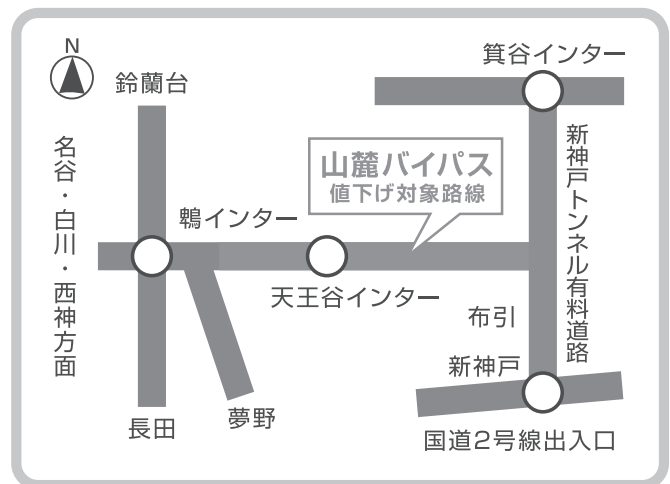 N
箕谷インター
鈴蘭台
名谷・白川・西神方面
新神戸トンネル有料道路
山麓バイパス
値下げ対象路線
鵯インター
天王谷インター
布引
新神戸
夢野
長田
国道2号線出入口